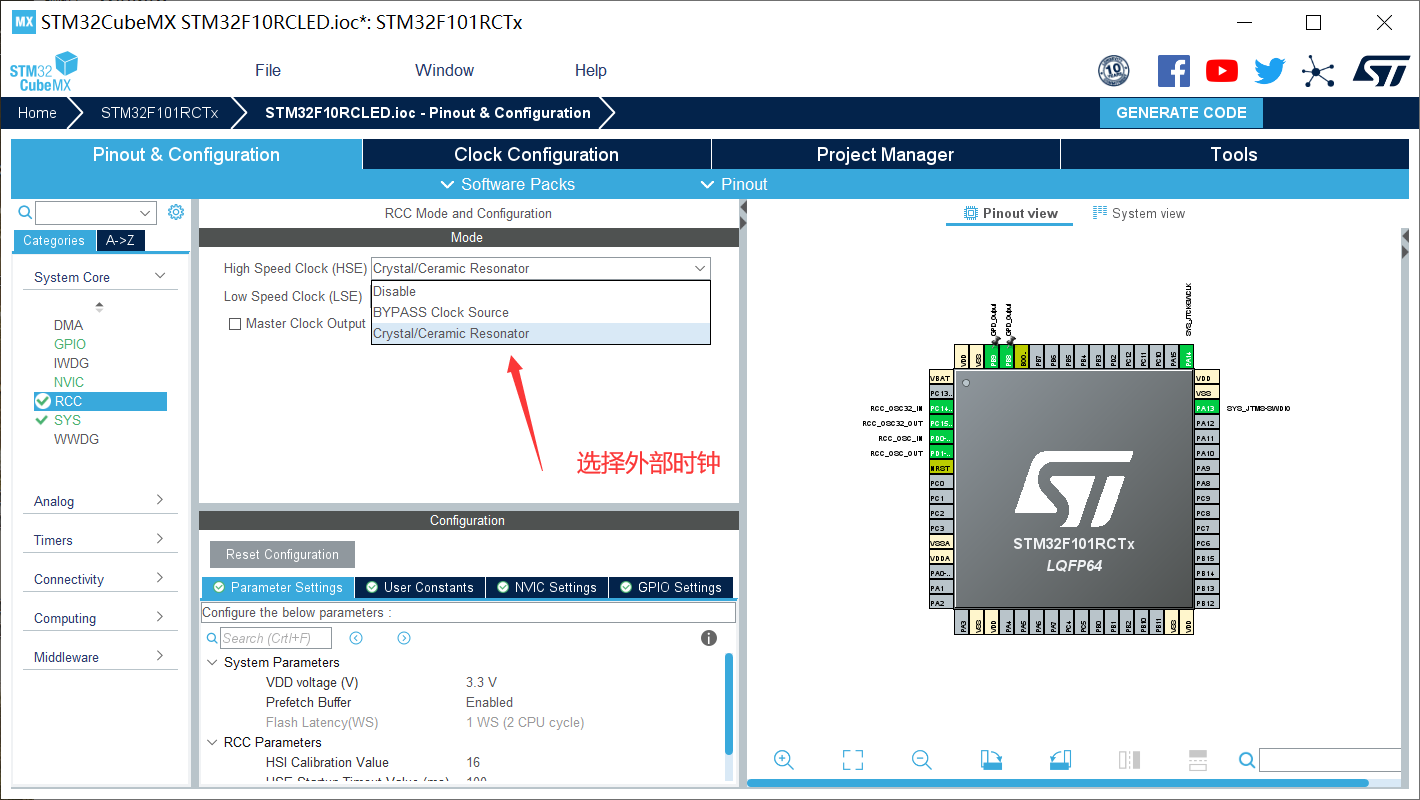 MX STM32CubeMX STM32F10RCLED.ioc*: STM32F101RCTx
STM32
CubeMX
File
Window
Help
10
Home
STM32F101RCTx
STM32F10RCLED.ioc - Pinout & Configuration
GENERATE CODE
Pinout & Configuration
Clock Configuration
Project Manager
Tools
Software Packs
Pinout
Categories
A->Z
System Core
DMA
GPIO
IWDG
NVIC
RCC
SYS
WWDG
Analog
Timers
Connectivity
Computing
Middleware
RCC Mode and Configuration
Mode
High Speed Clock (HSE) Crystal/Ceramic Resonator
Low Speed Clock (LSE)
Disable
BYPASS Clock Source
Crystal/Ceramic Resonator
Master Clock Output
选择外部时钟
Configuration
Reset Configuration
Parameter Settings
User Constants
NVIC Settings
GPIO Settings
Configure the below parameters :
Search (CrtI+F)
System Parameters
VDD voltage (V) 3.3 V
Prefetch Buffer Enabled
Flash Latency(WS) 1 WS (2 CPU cycle)
RCC Parameters
HSI Calibration Value 16
HSE Startup Timeout Value (ms) 100
Pinout view
System view
GPIO_Output
GPIO_Output
SYS_JTCK-SWCLK
VDD
VSS
PB9
PB8
BOO..
PB7
PB6
PB5
PB4
PB3
PD2
PC12
PC11
PC10
PA15
PA14
VBAT
PC13..
RCC_OSC32_IN PC14..
RCC_OSC32_OUT PC15..
RCC_OSC_IN PD0-..
RCC_OSC_OUT PD1-..
NRST
PC0
PC1
PC2
PC3
VSSA
VDDA
PA0-..
PA1
PA2
VDD
VSS
PA13 SYS_JTMS-SWDIO
PA12
PA11
PA10
PA9
PA8
PC9
PC8
PC7
PC6
PB15
PB14
PB13
PB12
ST
STM32F101RCTx
LQFP64
PA3
VSS
VDD
PA4
PA5
PA6
PA7
PC4
PC5
PB0
PB1
PB2
PB10
PB11
VSS
VDD